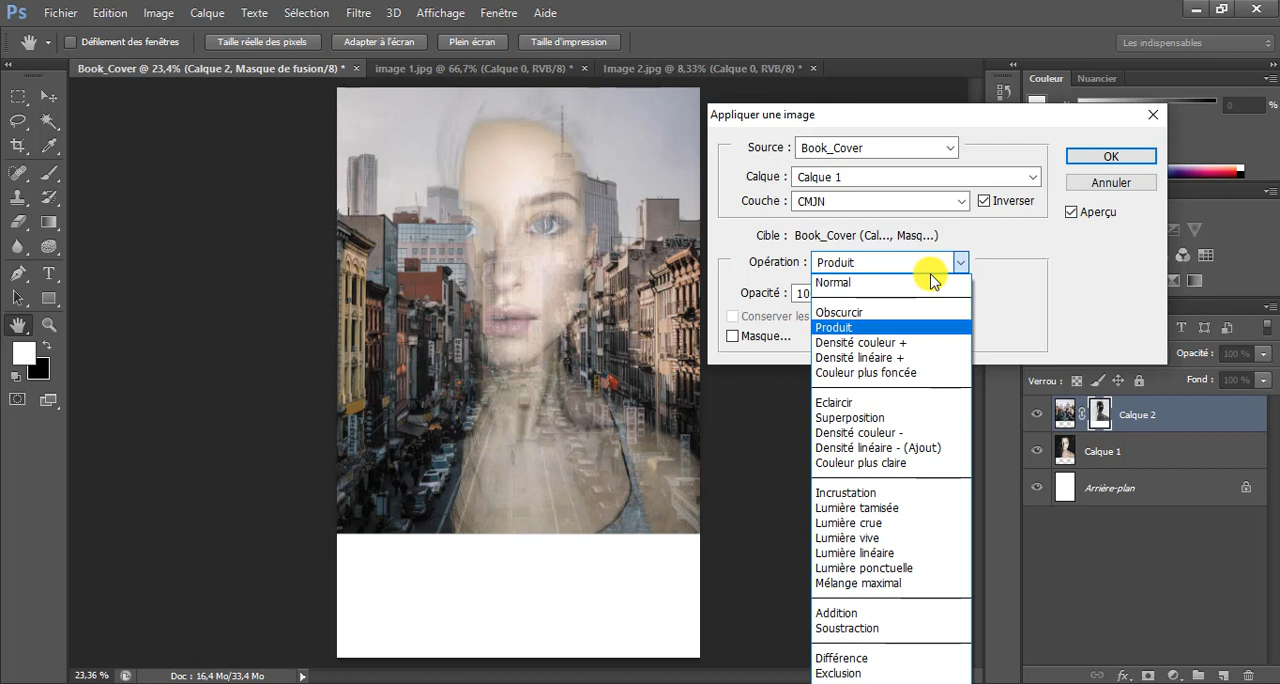 Ps Fichier Edition Image Calque Texte Sélection Filtre 3D Affichage Fenêtre Aide
Défilement des fenêtres Taille réelle des pixels Adapter à l'écran Plein écran Taille d'impression Les indispensables
Book_Cover @ 23,4% (Calque 2, Masque de fusion/8) * × image 1.jpg @ 66,7% (Calque 0, RVB/8) * × Image 2.jpg @ 8,33% (Calque 0, RVB/8) * ×
Couleur Nuancier
0 %
Appliquer une image
Source : Book_Cover
Calque : Calque 1
Couche : CMJN Inverser
OK
Annuler
Aperçu
Cible : Book_Cover (Cal..., Masq...)
Opération : Produit
Opacité : 10
Conserver les
Masque...
Normal
Obscurcir
Produit
Densité couleur +
Densité linéaire +
Couleur plus foncée
Eclaircir
Superposition
Densité couleur -
Densité linéaire - (Ajout)
Couleur plus claire
Incrustation
Lumière tamisée
Lumière crue
Lumière vive
Lumière linéaire
Lumière ponctuelle
Mélange maximal
Addition
Soustraction
Différence
Exclusion
Opacité : 100 %
Verrou : Fond : 100 %
Calque 2
Calque 1
Arrière-plan
23,36 % Doc : 16,4 Mo/33,4 Mo